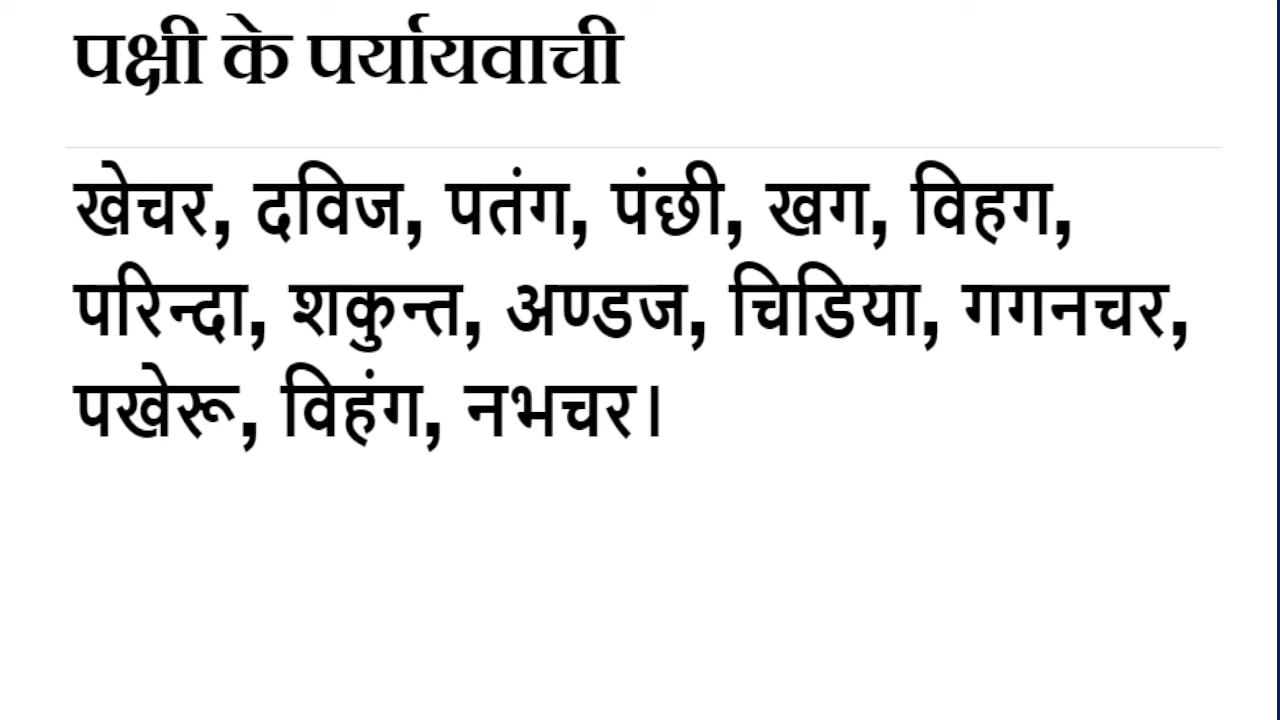 पक्षी के पर्यायवाची
खेचर, दविज, पतंग, पंछी, खग, विहग,
परिन्दा, शकुन्त, अण्डज, चिडिया, गगनचर,
पखेरू, विहंग, नभचर।